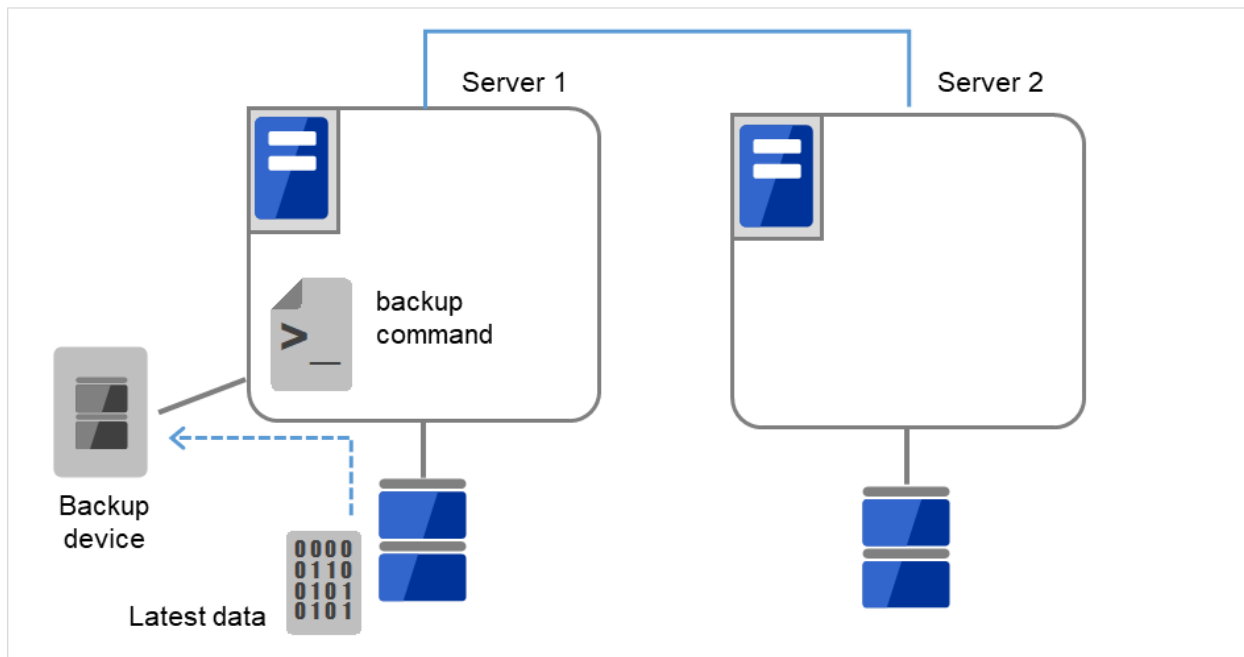 Server 1
Server 2
backup
command
>_
Backup
device
0000
0110
0101
0101
Latest data